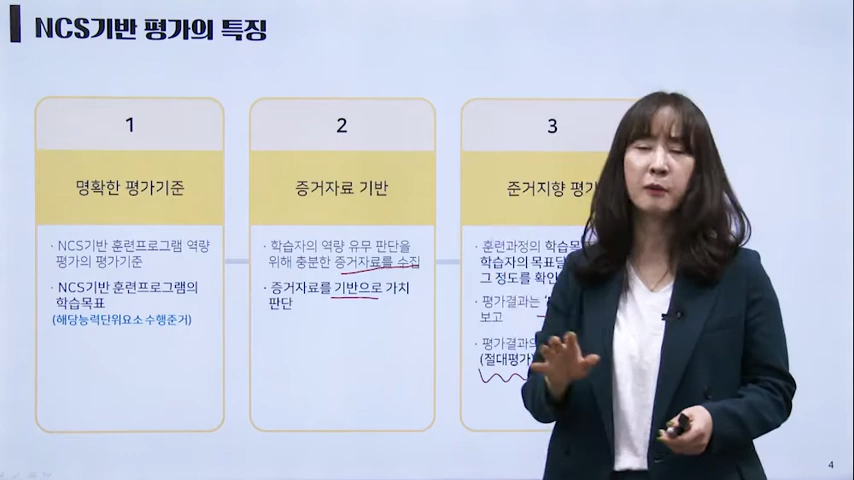 NCS기반 평가의 특징
1
명확한 평가기준
· NCS기반 훈련프로그램 역량
평가의 평가기준
· NCS기반 훈련프로그램의
학습목표
(해당능력단위요소 수행준거)
2
증거자료 기반
· 학습자의 역량 유무 판단을
위해 충분한 증거자료를 수집
· 증거자료를 기반으로 가치
판단
3
준거지향 평가
· 훈련과정의 학습목
학습자의 목표달
그 정도를 확인
· 평가결과는
보고
· 평가결과의
(절대평가)
4